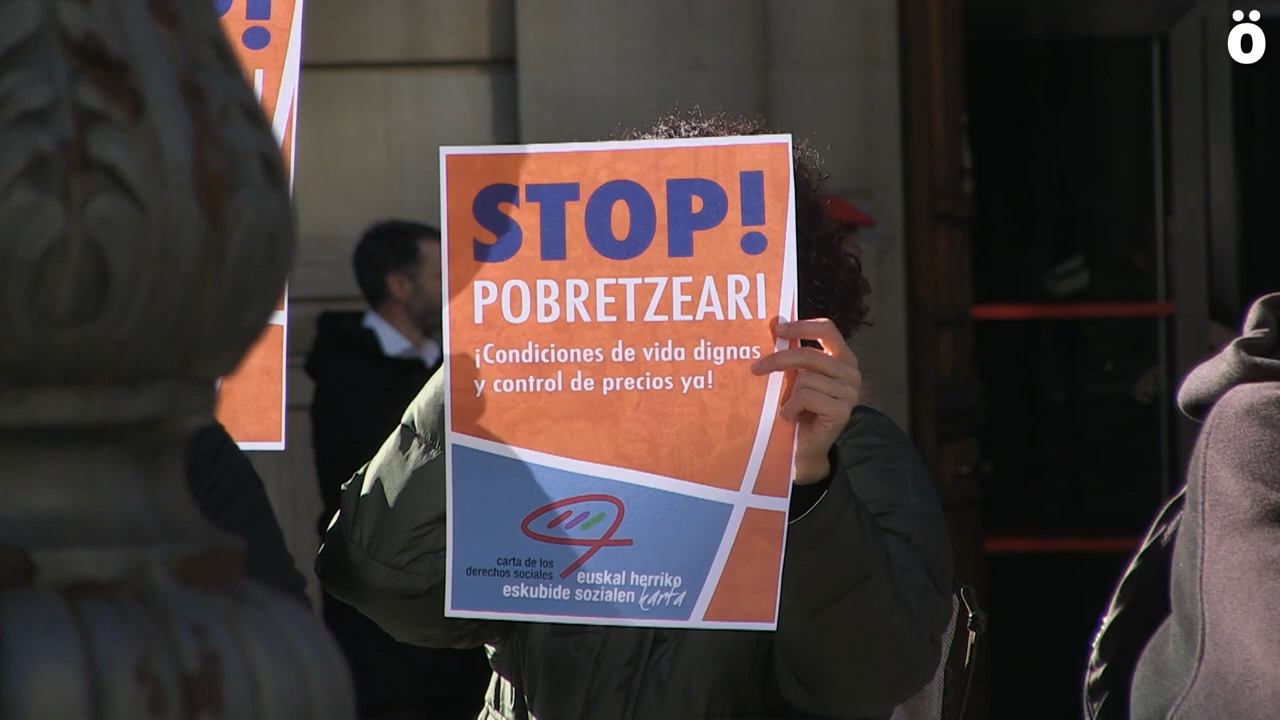 STOP!
POBRETZEARI
¡Condiciones de vida dignas
y control de precios ya!
carta de los
derechos sociales
euskal herriko
eskubide sozialen karta
ö